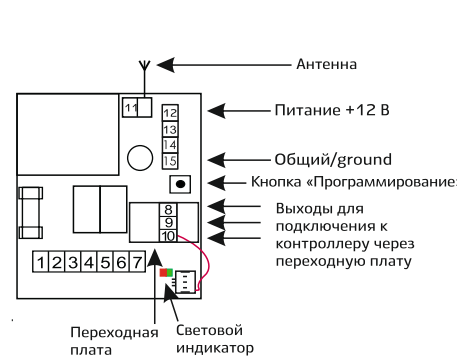 Антенна
11
12
Питание +12 В
13
14
15
Общий/ground
Кнопка «Программирование»
8
9
10
Выходы для
подключения к
контроллеру через
переходную плату
1 2 3 4 5 6 7
Переходная
плата
Световой
индикатор